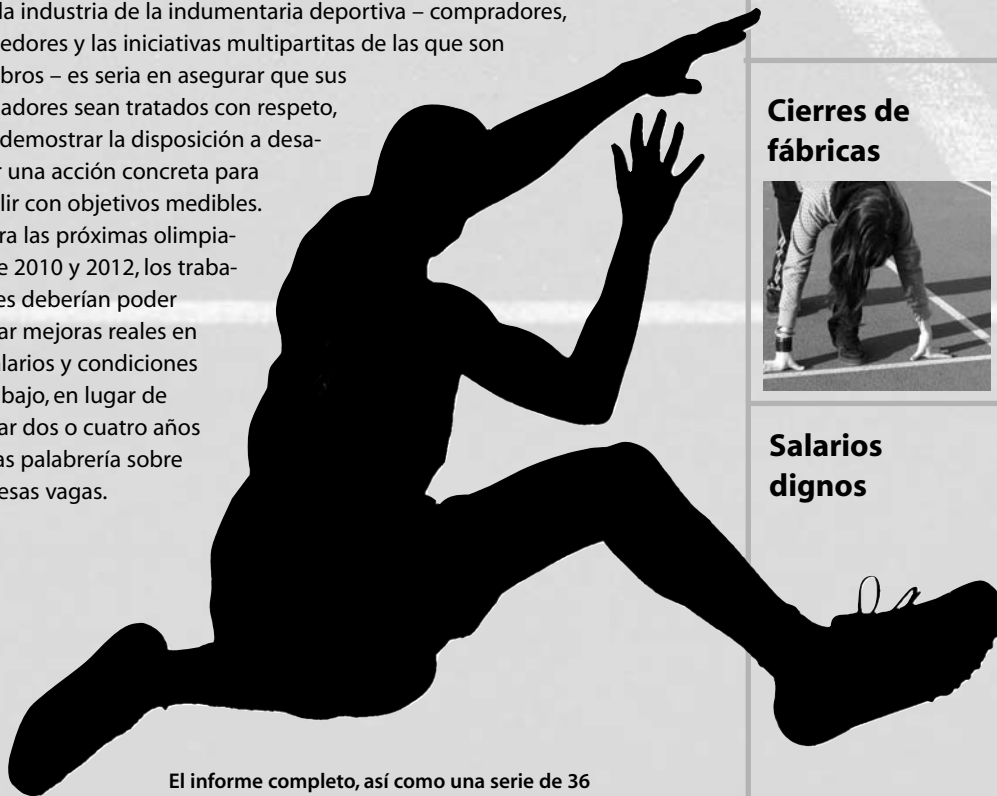 la industria de la indumentaria deportiva – compradores,
edores y las iniciativas multipartitas de las que son
bros – es seria en asegurar que sus
adores sean tratados con respeto,
demostrar la disposición a desa-
r una acción concreta para
lir con objetivos medibles.
ra las próximas olimpia-
e 2010 y 2012, los traba-
es deberían poder
ar mejoras reales en
larios y condiciones
bajo, en lugar de
ar dos o cuatro años
as palabrería sobre
esas vagas.
El informe completo, así como una serie de 36
Cierres de
fábricas
Salarios
dignos